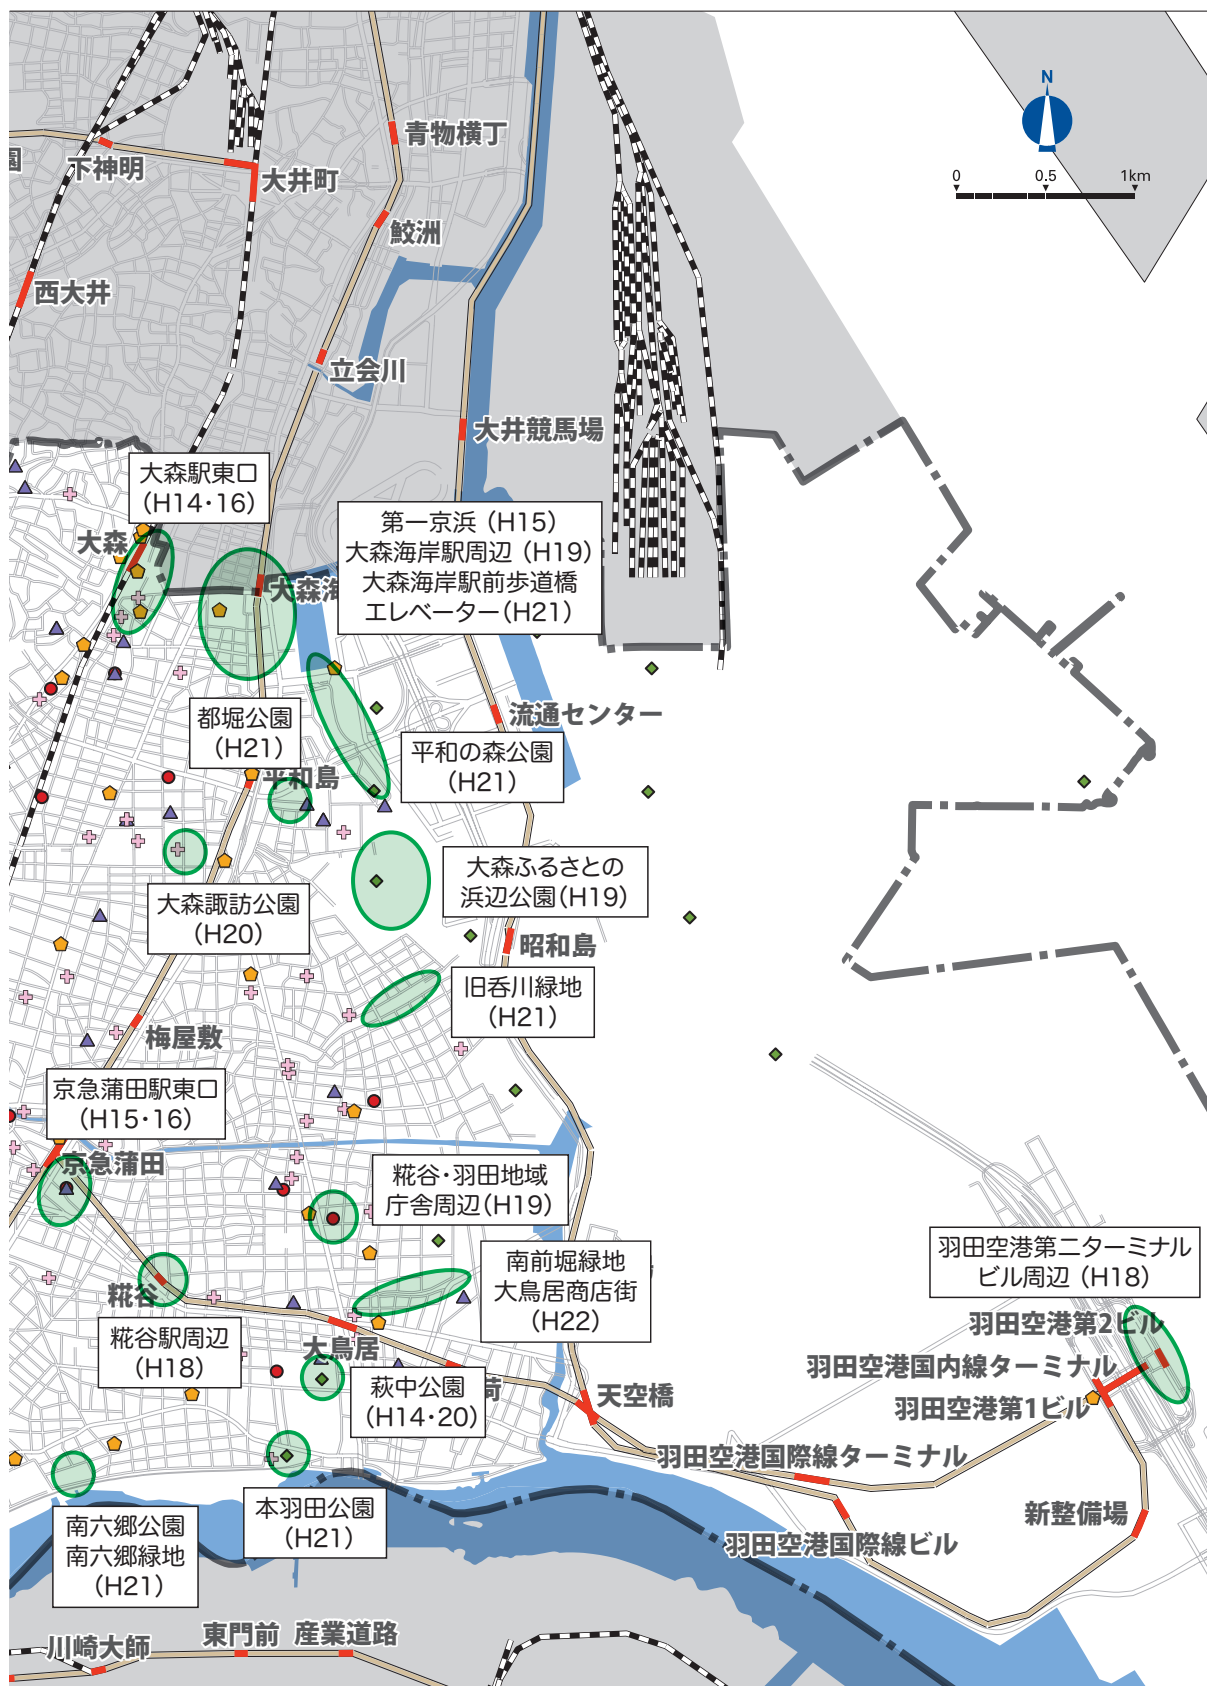 N
0 0.5 1km
青物横丁
園
下神明
大井町
鮫洲
西大井
立会川
大井競馬場
大森駅東口
(H14・16)
大森
第一京浜 (H15)
大森海岸駅周辺 (H19)
大森海岸駅前歩道橋
エレベーター(H21)
大森海
都堀公園
(H21)
流通センター
平和の森公園
(H21)
平和島
大森ふるさとの
浜辺公園(H19)
大森諏訪公園
(H20)
昭和島
旧呑川緑地
(H21)
梅屋敷
京急蒲田駅東口
(H15・16)
京急蒲田
糀谷・羽田地域
庁舎周辺(H19)
南前堀緑地
大鳥居商店街
(H22)
羽田空港第二ターミナル
ビル周辺 (H18)
糀谷
羽田空港第2ビル
糀谷駅周辺
(H18)
大鳥居
羽田空港国内線ターミナル
萩中公園
(H14・20)
荷
天空橋
羽田空港第1ビル
羽田空港国際線ターミナル
本羽田公園
(H21)
南六郷公園
南六郷緑地
(H21)
新整備場
羽田空港国際線ビル
川崎大師
東門前
産業道路